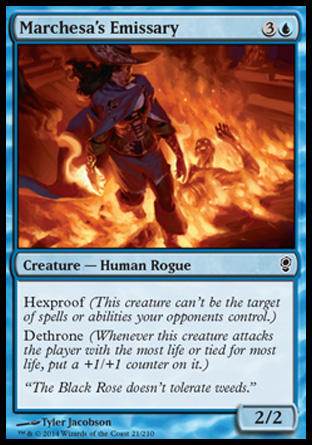 Marchesa's Emissary 3
Creature — Human Rogue
Hexproof (This creature can't be the target
of spells or abilities your opponents control.)
Dethrone (Whenever this creature attacks
the player with the most life or tied for most
life, put a +1/+1 counter on it.)
"The Black Rose doesn't tolerate weeds."
Tyler Jacobson
™ & © 2014 Wizards of the Coast 21/210
2/2